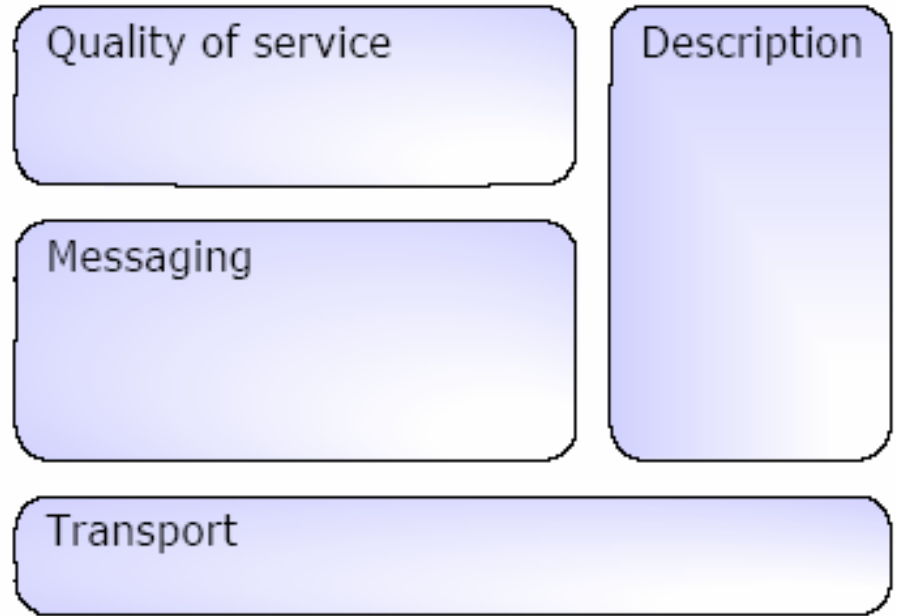 Quality of service
Description
Messaging
Transport